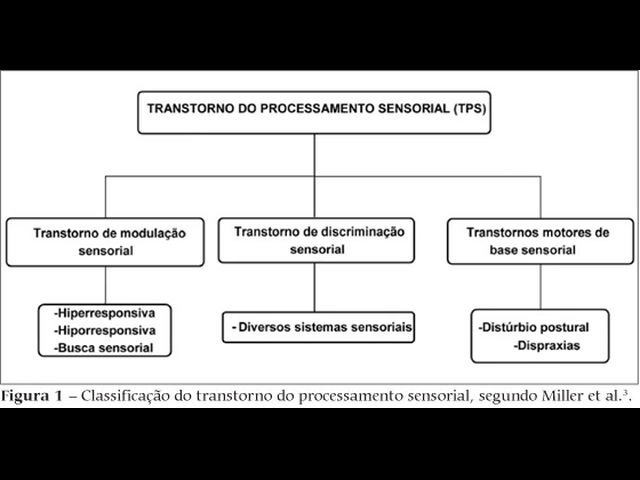 TRANSTORNO DO PROCESSAMENTO SENSORIAL (TPS)
Transtorno de modulação
sensorial
Transtorno de discriminação
sensorial
Transtornos motores de
base sensorial
-Hiperresponsiva
-Hiporresponsiva
-Busca sensorial
- Diversos sistemas sensoriais
-Distúrbio postural
-Dispraxias
Figura 1 – Classificação do transtorno do processamento sensorial, segundo Miller et al.³.